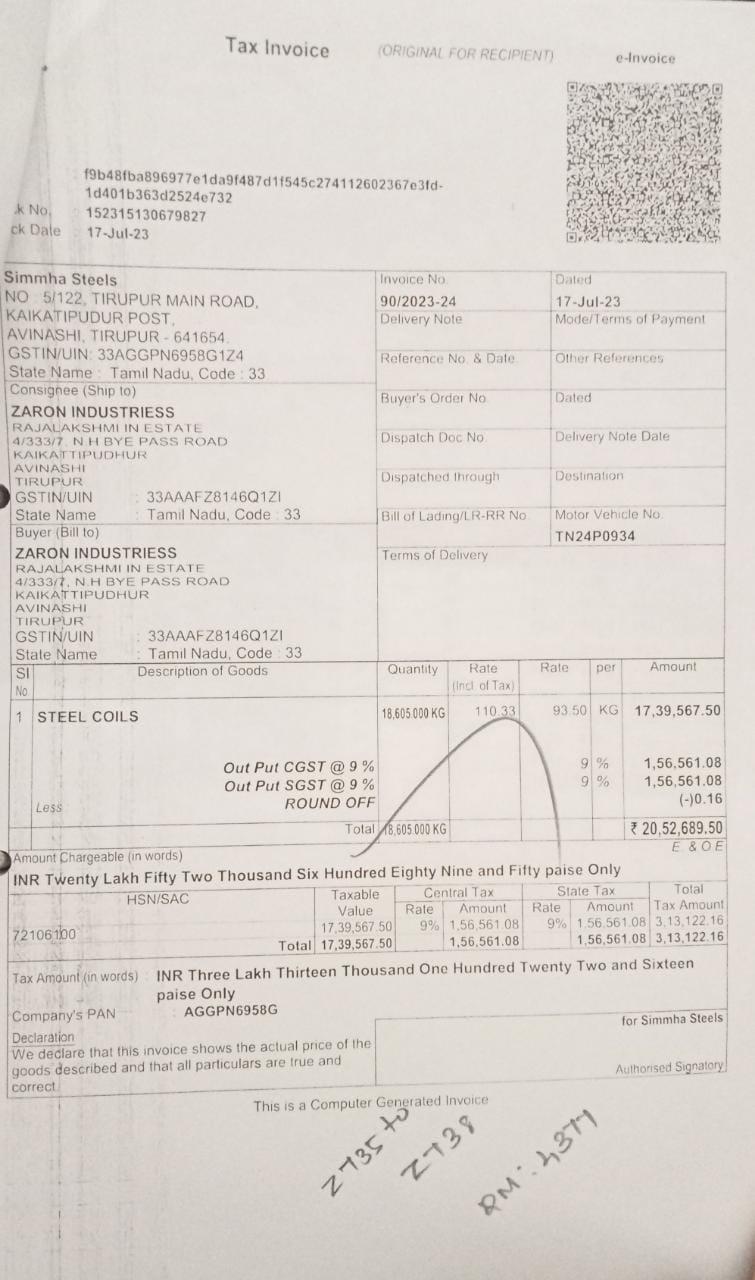 Tax Invoice (ORIGINAL FOR RECIPIENT) e-Invoice
f9b48fba896977e1da9f487d1f545c274112602367e3fd-
1d401b363d2524e732
k No. : 152315130679827
ck Date : 17-Jul-23
Simmha Steels
NO 5/122, TIRUPUR MAIN ROAD,
KAIKATIPUDUR POST,
AVINASHI, TIRUPUR - 641654.
GSTIN/UIN: 33AGGPN6958G1Z4
State Name : Tamil Nadu, Code : 33
Invoice No. Dated
90/2023-24 17-Jul-23
Delivery Note Mode/Terms of Payment
Reference No. & Date. Other References
Buyer's Order No. Dated
Dispatch Doc No. Delivery Note Date
Dispatched through Destination
Bill of Lading/LR-RR No. Motor Vehicle No.
TN24P0934
Terms of Delivery
Consignee (Ship to)
ZARON INDUSTRIESS
RAJALAKSHMI IN ESTATE
4/333/7, N.H BYE PASS ROAD
KAIKATTIPUDHUR
AVINASHI
TIRUPUR
GSTIN/UIN : 33AAAFZ8146Q1ZI
State Name : Tamil Nadu, Code : 33
Buyer (Bill to)
ZARON INDUSTRIESS
RAJALAKSHMI IN ESTATE
4/333/7, N.H BYE PASS ROAD
KAIKATTIPUDHUR
AVINASHI
TIRUPUR
GSTIN/UIN : 33AAAFZ8146Q1ZI
State Name : Tamil Nadu, Code : 33
Sl No. Description of Goods Quantity Rate (Incl. of Tax) Rate per Amount
1 STEEL COILS 18,605.000 KG 110.33 93.50 KG 17,39,567.50
Out Put CGST @ 9 % 9 % 1,56,561.08
Out Put SGST @ 9 % 9 % 1,56,561.08
Less ROUND OFF (-)0.16
Total 18,605.000 KG ₹ 20,52,689.50
Amount Chargeable (in words) E. & O.E
INR Twenty Lakh Fifty Two Thousand Six Hundred Eighty Nine and Fifty paise Only
HSN/SAC Taxable Central Tax State Tax Total
Value Rate Amount Rate Amount Tax Amount
72106100 17,39,567.50 9% 1,56,561.08 9% 1,56,561.08 3,13,122.16
Total 17,39,567.50 1,56,561.08 1,56,561.08 3,13,122.16
Tax Amount (in words) : INR Three Lakh Thirteen Thousand One Hundred Twenty Two and Sixteen
paise Only
Company's PAN : AGGPN6958G
Declaration
We declare that this invoice shows the actual price of the
goods described and that all particulars are true and
correct.
for Simmha Steels
Authorised Signatory
This is a Computer Generated Invoice
2735 to
2738
RM: 4371